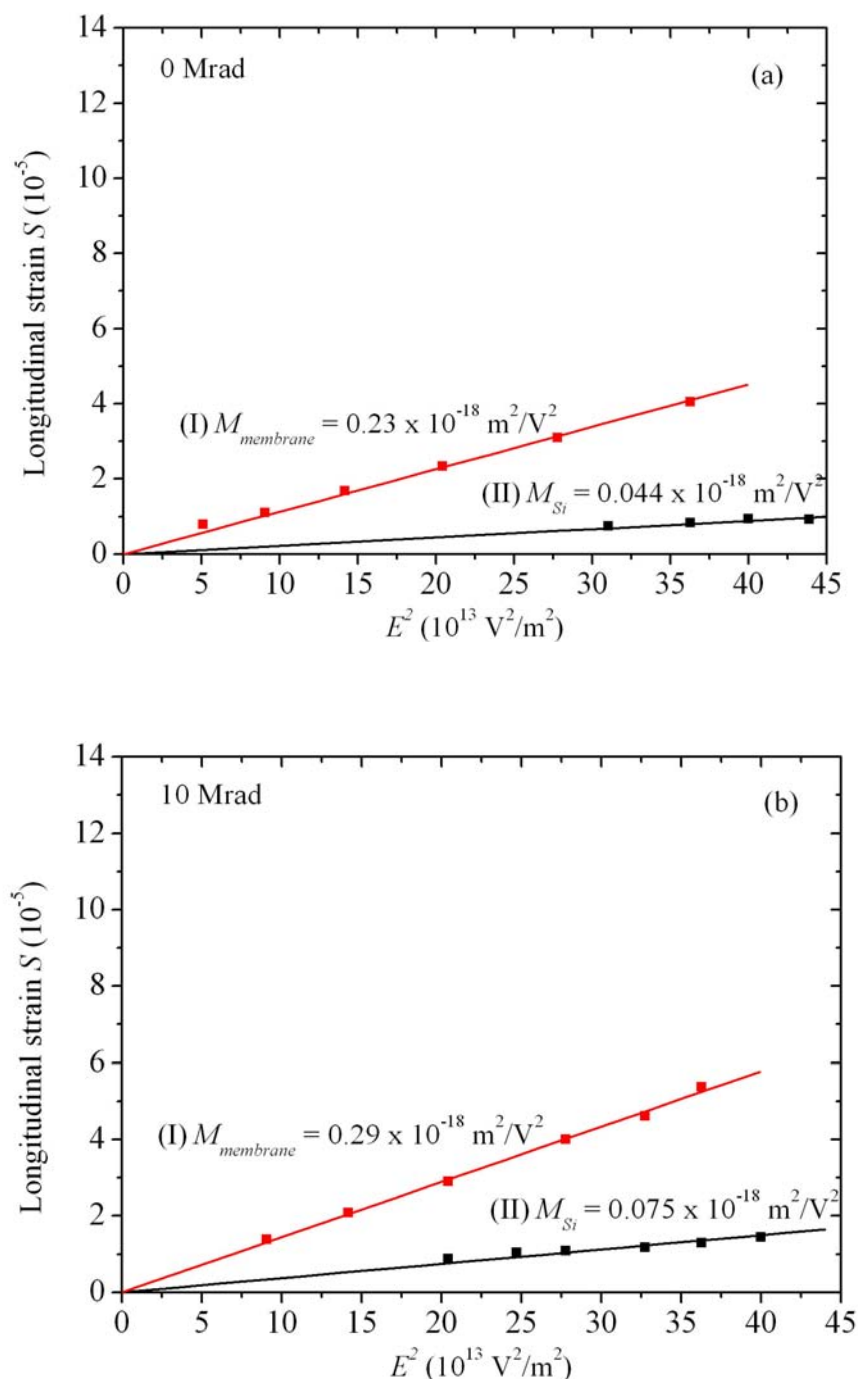 14
12
10
8
6
4
2
0
Longitudinal strain S (10⁻⁵)
0 Mrad
(a)
(I) M_membrane = 0.23 x 10⁻¹⁸ m²/V²
(II) M_Si = 0.044 x 10⁻¹⁸ m²/V²
0 5 10 15 20 25 30 35 40 45
E² (10¹³ V²/m²)
14
12
10
8
6
4
2
0
Longitudinal strain S (10⁻⁵)
10 Mrad
(b)
(I) M_membrane = 0.29 x 10⁻¹⁸ m²/V²
(II) M_Si = 0.075 x 10⁻¹⁸ m²/V²
0 5 10 15 20 25 30 35 40 45
E² (10¹³ V²/m²)